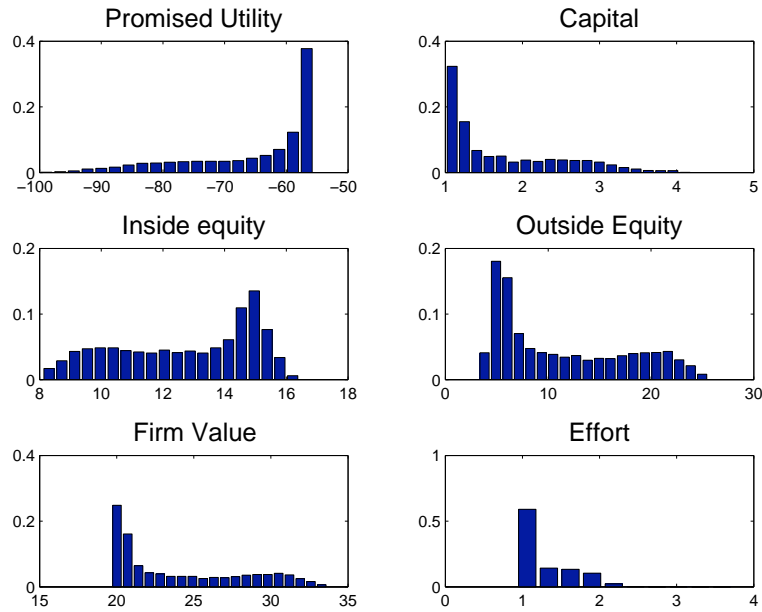 Promised Utility
Capital
0.4
0.2
0
−100 −90 −80 −70 −60 −50
0.4
0.2
0
1 2 3 4 5
Inside equity
Outside Equity
0.2
0.1
0
8 10 12 14 16 18
0.2
0.1
0
0 10 20 30
Firm Value
Effort
0.4
0.2
0
15 20 25 30 35
1
0.5
0
0 1 2 3 4